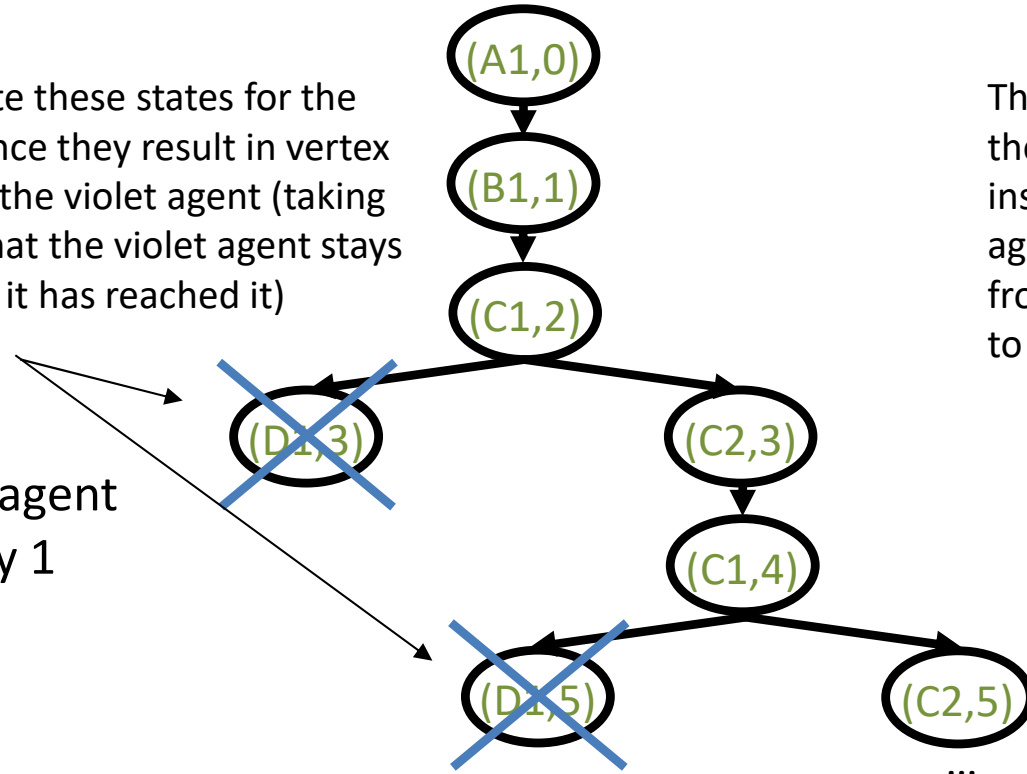 (A1,0)
te these states for the
nce they result in vertex
the violet agent (taking
hat the violet agent stays
it has reached it)
Th
the
ins
ag
fro
to
(B1,1)
(C1,2)
(D1,3)
(C2,3)
agent
y 1
(C1,4)
(D1,5)
(C2,5)
...